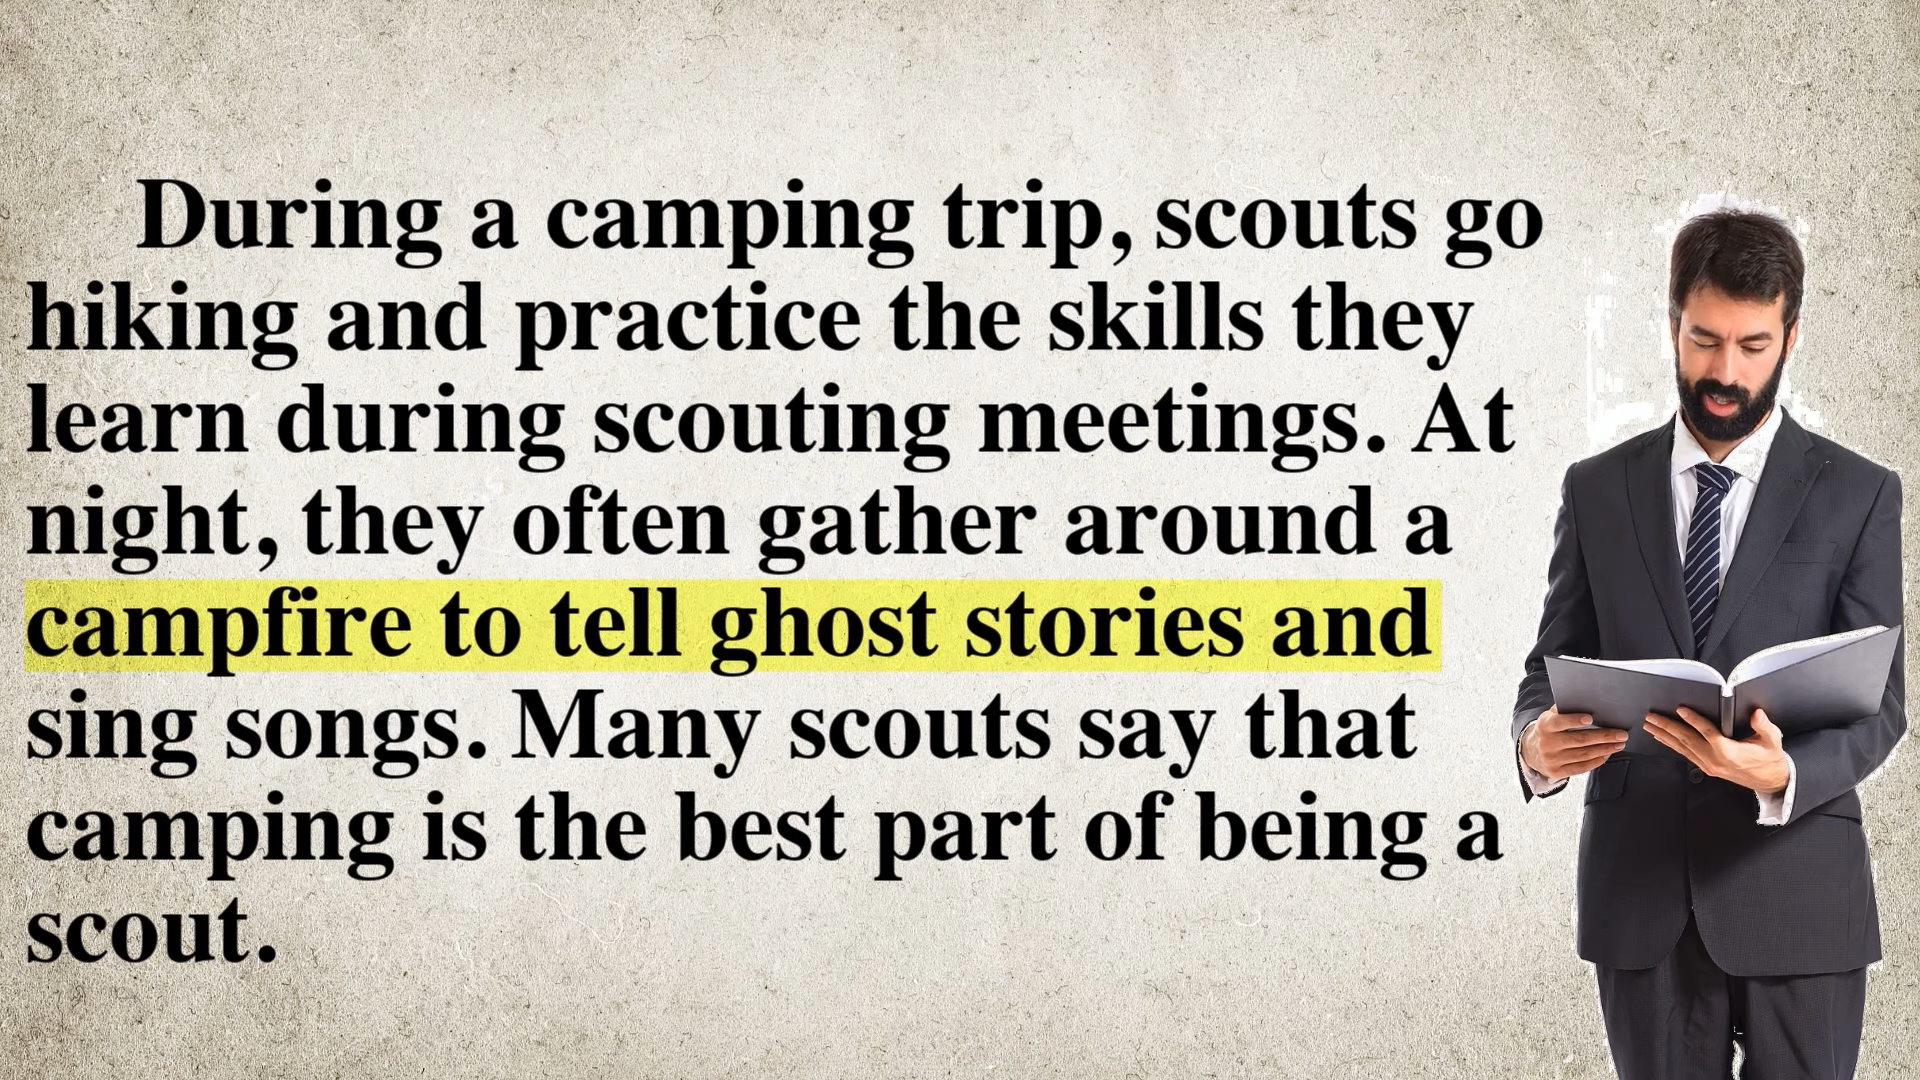 During a camping trip, scouts go
hiking and practice the skills they
learn during scouting meetings. At
night, they often gather around a
campfire to tell ghost stories and
sing songs. Many scouts say that
camping is the best part of being a
scout.